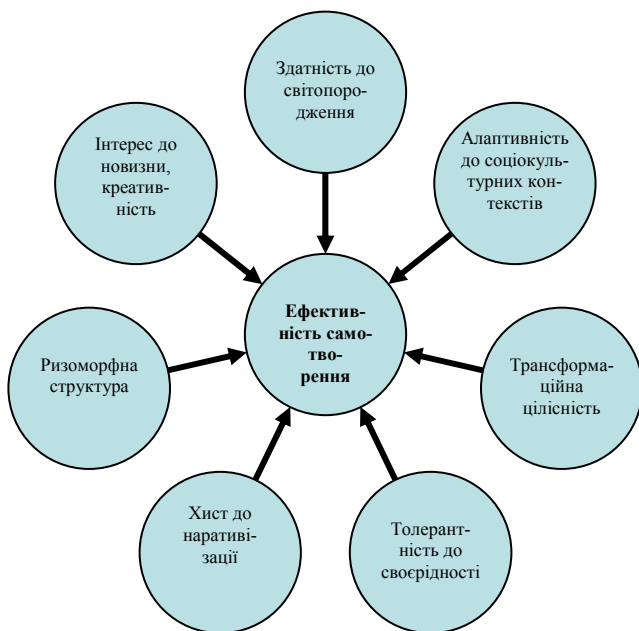 Здатність до
світопоро-
дження
Інтерес до
новизни,
креатив-
ність
Алаптивність
до соціокуль-
турних кон-
текстів
Ефектив-
ність само-
тво-
рення
Ризоморфна
структура
Трансформа-
ційна
цілісність
Хист до
наративі-
зації
Толерант-
тність до
своєрідності